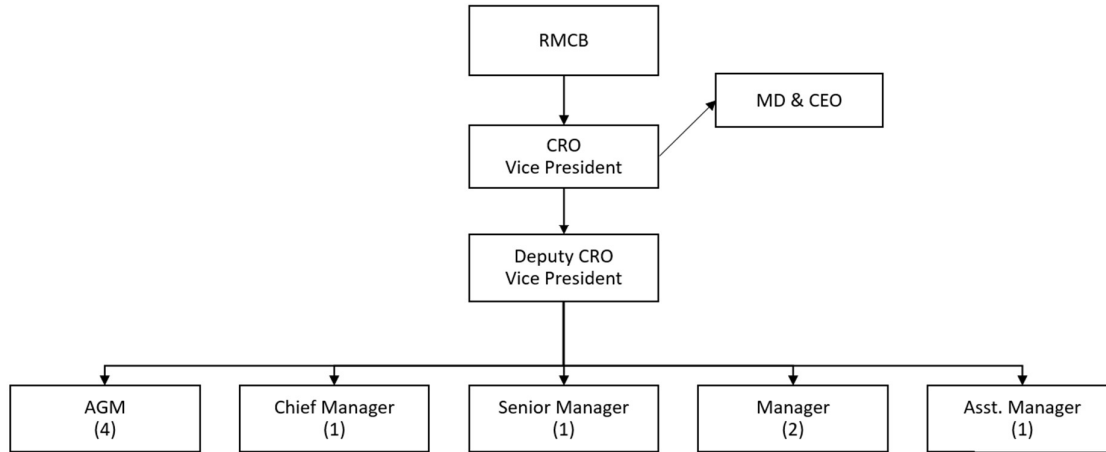 RMCB
MD & CEO
CRO
Vice President
Deputy CRO
Vice President
AGM
(4)
Chief Manager
(1)
Senior Manager
(1)
Manager
(2)
Asst. Manager
(1)